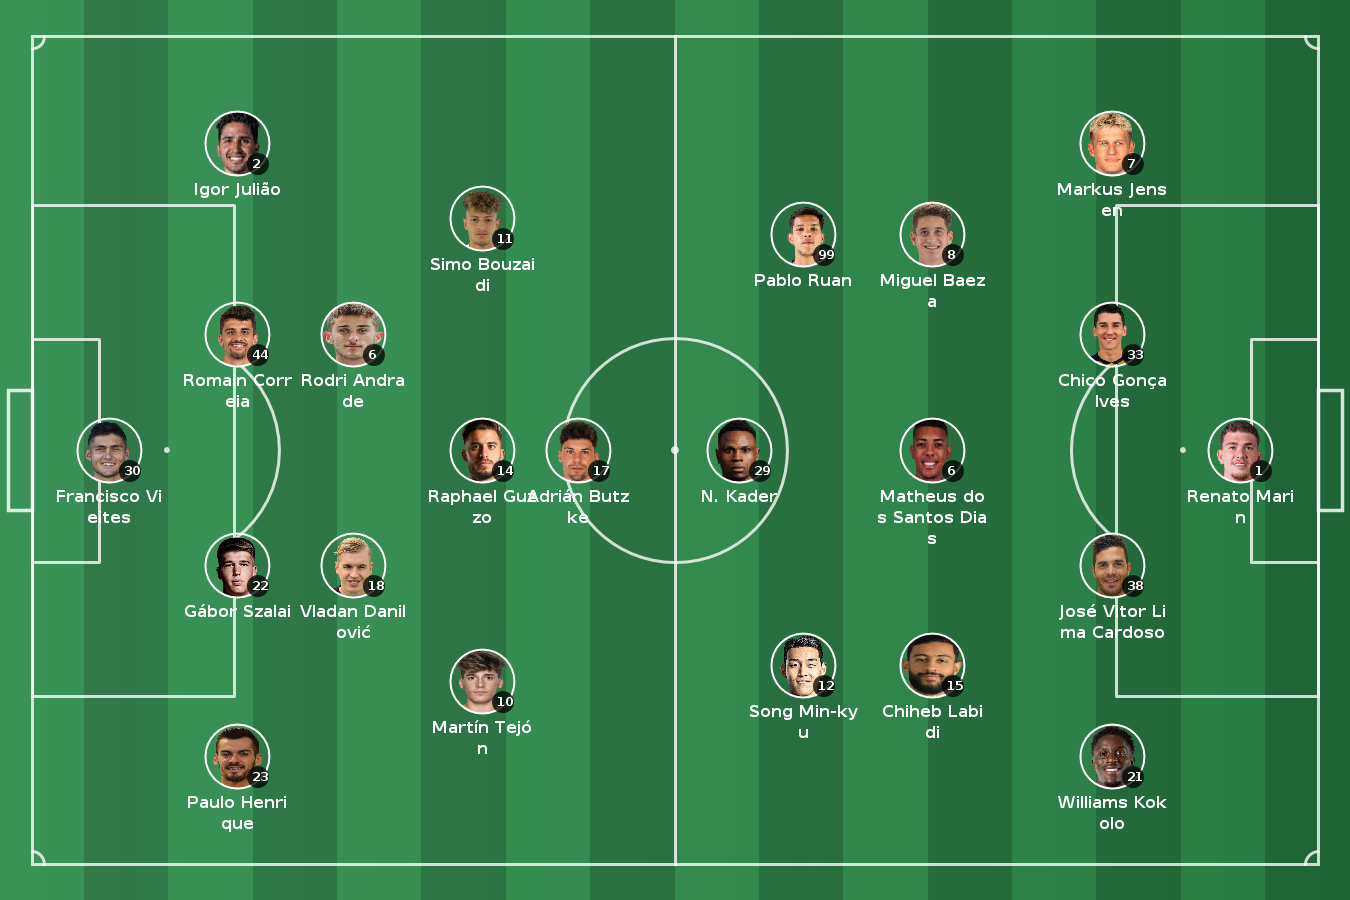 2
Igor Julião
7
Markus Jens
en
11
Simo Bouzai
di
99
Pablo Ruan
8
Miguel Baez
a
44
Romain Corr
eia
6
Rodri Andra
de
33
Chico Gonça
lves
30
Francisco Vi
eites
14
Raphael Guz
zo
17
Adrián Butz
ke
29
N. Kader
6
Matheus do
s Santos Dia
s
1
Renato Mari
n
22
Gábor Szalai
18
Vladan Danil
ović
38
José Vítor Li
ma Cardoso
10
Martín Tejó
n
12
Song Min-ky
u
15
Chiheb Labi
di
23
Paulo Henri
que
21
Williams Kok
olo